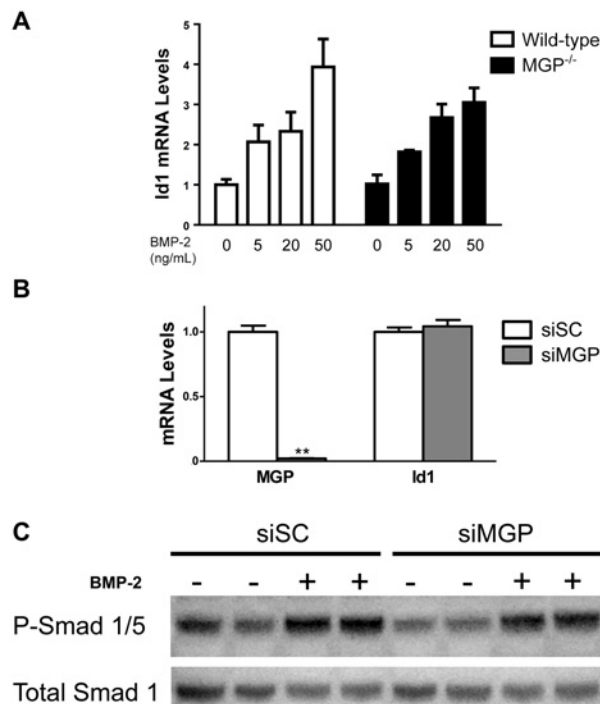 A
Wild-type
MGP-/-
Id1 mRNA Levels
5
4
3
2
1
0
BMP-2
(ng/mL)
0 5 20 50 0 5 20 50
B
siSC
siMGP
mRNA Levels
1.0
0.5
0
**
MGP Id1
C
siSC siMGP
BMP-2 - - + + - - + +
P-Smad 1/5
Total Smad 1